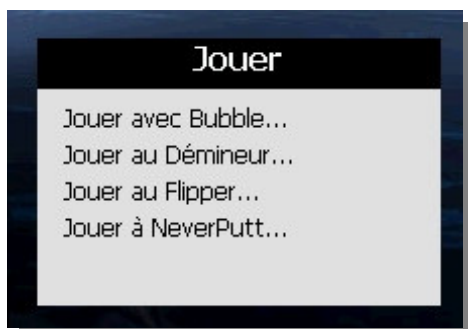 Jouer
Jouer avec Bubble...
Jouer au Démineur...
Jouer au Flipper...
Jouer à NeverPutt...